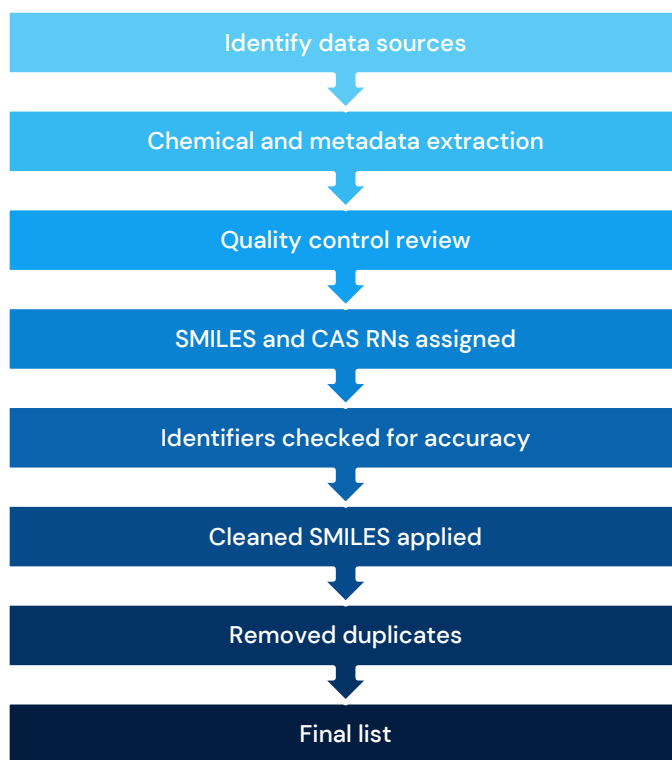 Identify data sources
Chemical and metadata extraction
Quality control review
SMILES and CAS RNs assigned
Identifiers checked for accuracy
Cleaned SMILES applied
Removed duplicates
Final list